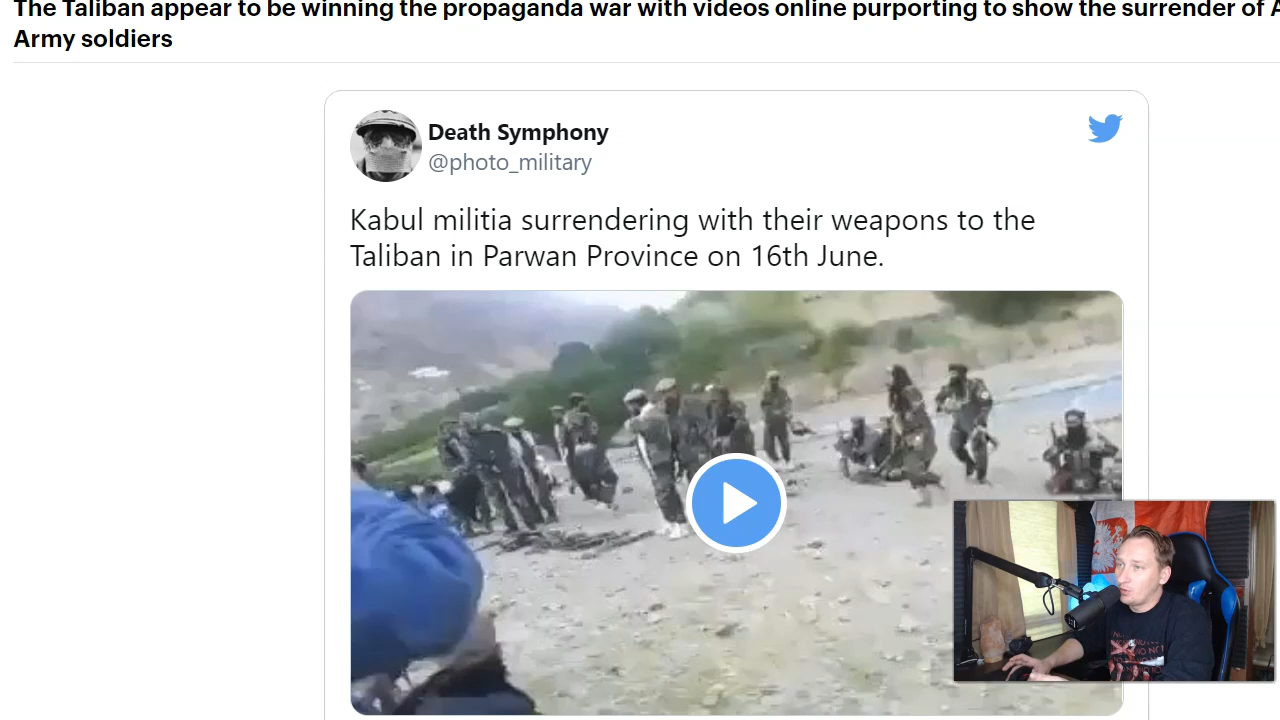 The Taliban appear to be winning the propaganda war with videos online purporting to show the surrender of
Army soldiers
Death Symphony
@photo_military
Kabul militia surrendering with their weapons to the
Taliban in Parwan Province on 16th June.